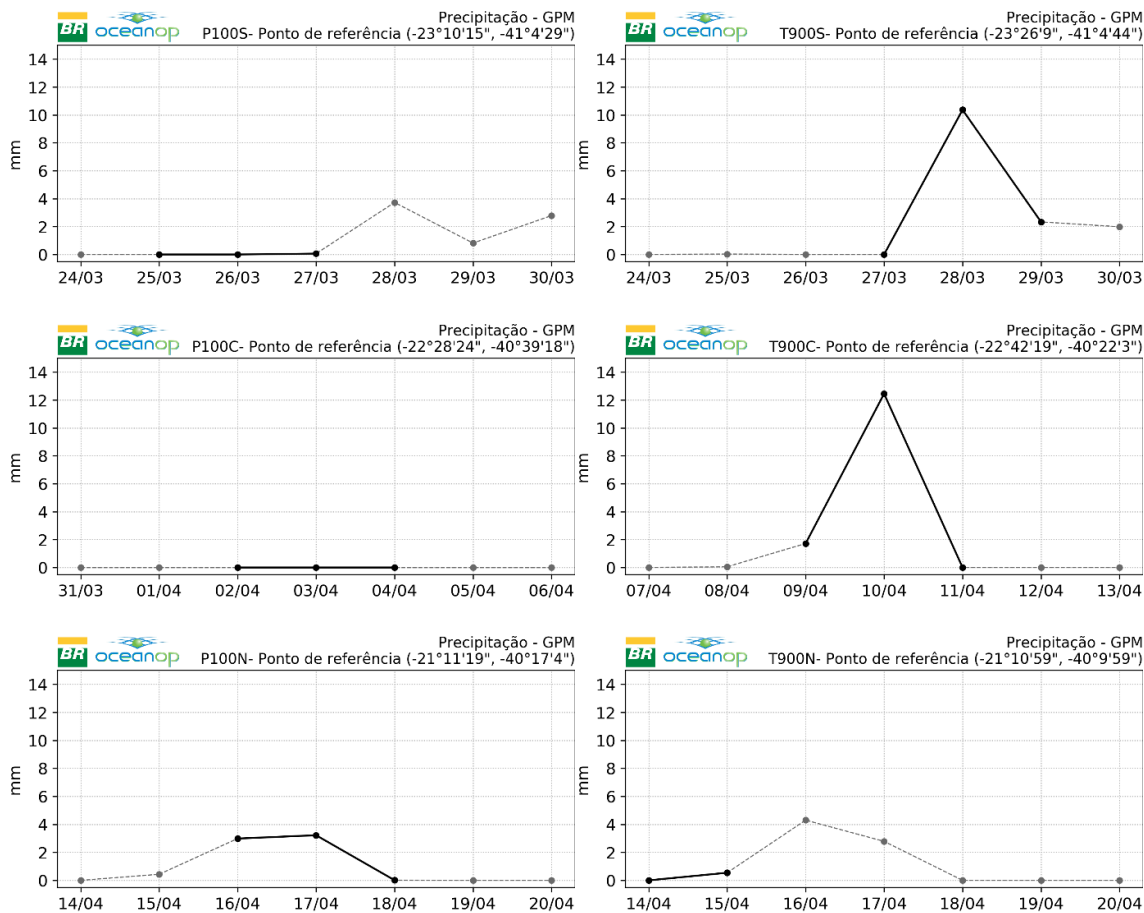 BR oceanop
Precipitação - GPM
P100S- Ponto de referência (-23°10'15", -41°4'29")
14
12
10
8
6
4
2
0
mm
24/03 25/03 26/03 27/03 28/03 29/03 30/03
BR oceanop
Precipitação - GPM
T900S- Ponto de referência (-23°26'9", -41°4'44")
14
12
10
8
6
4
2
0
mm
24/03 25/03 26/03 27/03 28/03 29/03 30/03
BR oceanop
Precipitação - GPM
P100C- Ponto de referência (-22°28'24", -40°39'18")
14
12
10
8
6
4
2
0
mm
31/03 01/04 02/04 03/04 04/04 05/04 06/04
BR oceanop
Precipitação - GPM
T900C- Ponto de referência (-22°42'19", -40°22'3")
14
12
10
8
6
4
2
0
mm
07/04 08/04 09/04 10/04 11/04 12/04 13/04
BR oceanop
Precipitação - GPM
P100N- Ponto de referência (-21°11'19", -40°17'4")
14
12
10
8
6
4
2
0
mm
14/04 15/04 16/04 17/04 18/04 19/04 20/04
BR oceanop
Precipitação - GPM
T900N- Ponto de referência (-21°10'59", -40°9'59")
14
12
10
8
6
4
2
0
mm
14/04 15/04 16/04 17/04 18/04 19/04 20/04